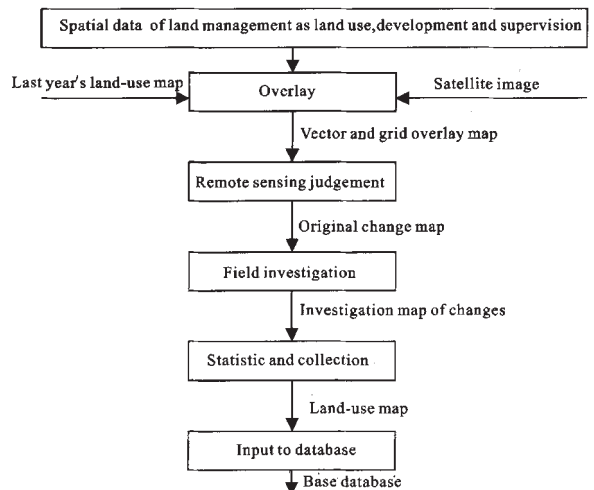 Spatial data of land management as land use,development and supervision
Last year's land-use map
Satellite image
Overlay
Vector and grid overlay map
Remote sensing judgement
Original change map
Field investigation
Investigation map of changes
Statistic and collection
Land-use map
Input to database
Base database